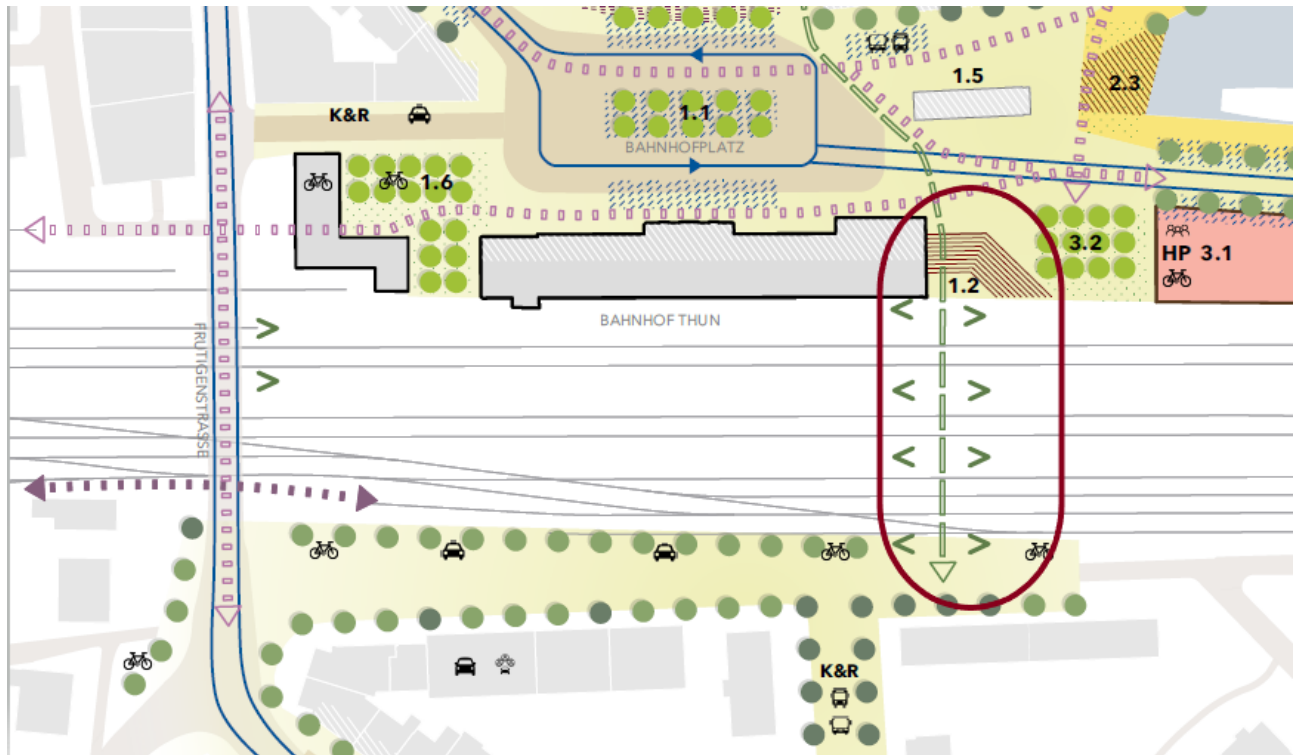 1.5
2.3
K&R
1.1
BAHNHOFPLATZ
1.6
3.2
HP 3.1
1.2
BAHNHOF THUN
FRUTIGENSTRASSE
K&R